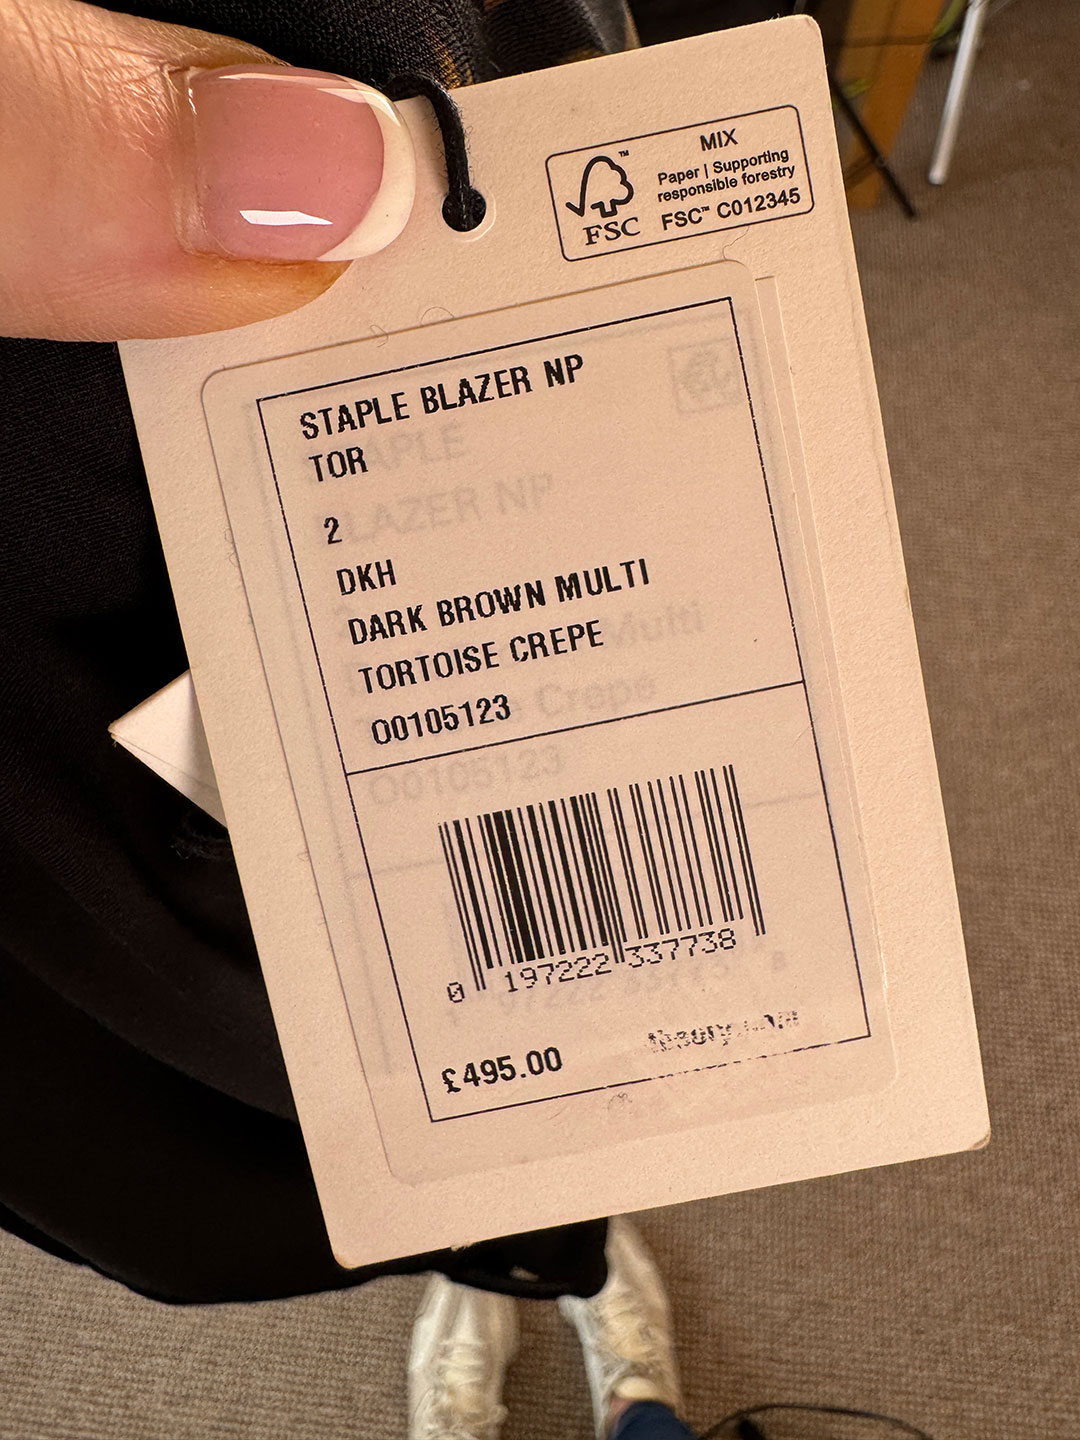 MIX
Paper | Supporting
responsible forestry
FSC™ C012345
FSC
STAPLE BLAZER NP
TOR
2
DKH
DARK BROWN MULTI
TORTOISE CREPE
O0105123
0 197222 337738
£495.00